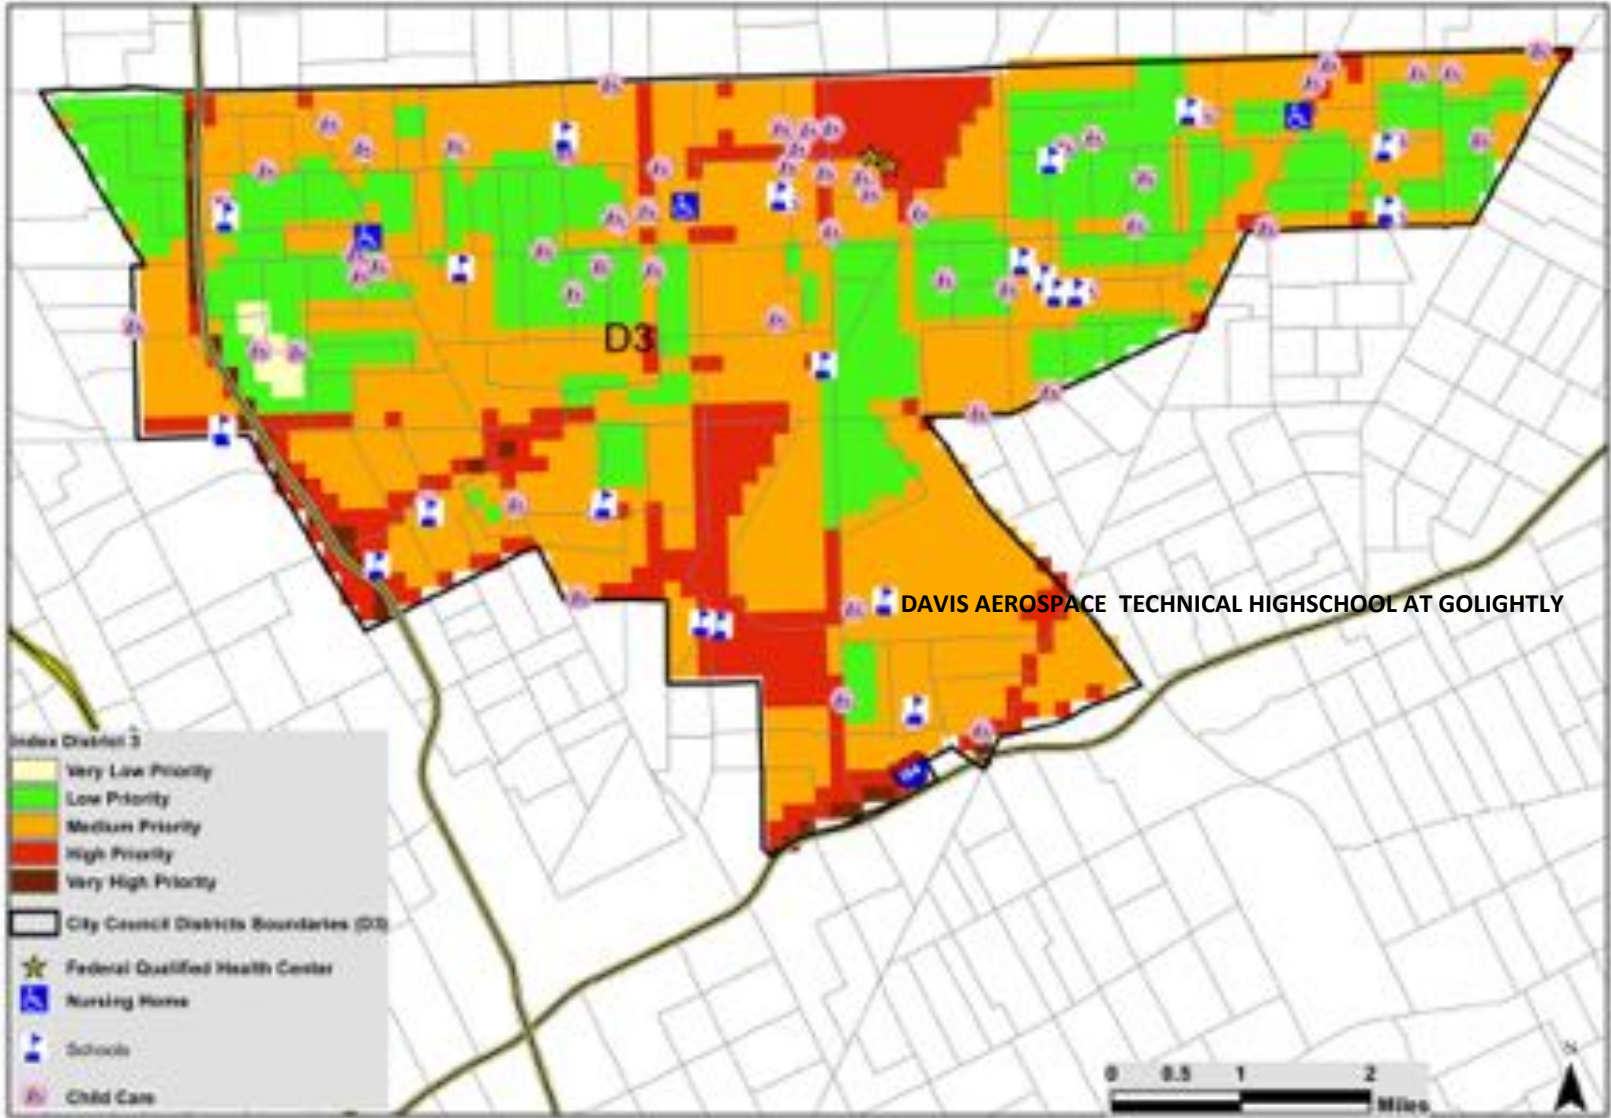 D3
DAVIS AEROSPACE TECHNICAL HIGHSCHOOL AT GOLIGHTLY
Index District 3
Very Low Priority
Low Priority
Medium Priority
High Priority
Very High Priority
City Council Districts Boundaries (D3)
Federal Qualified Health Center
Nursing Home
Schools
Child Care
N
0 0.5 1 2
Miles